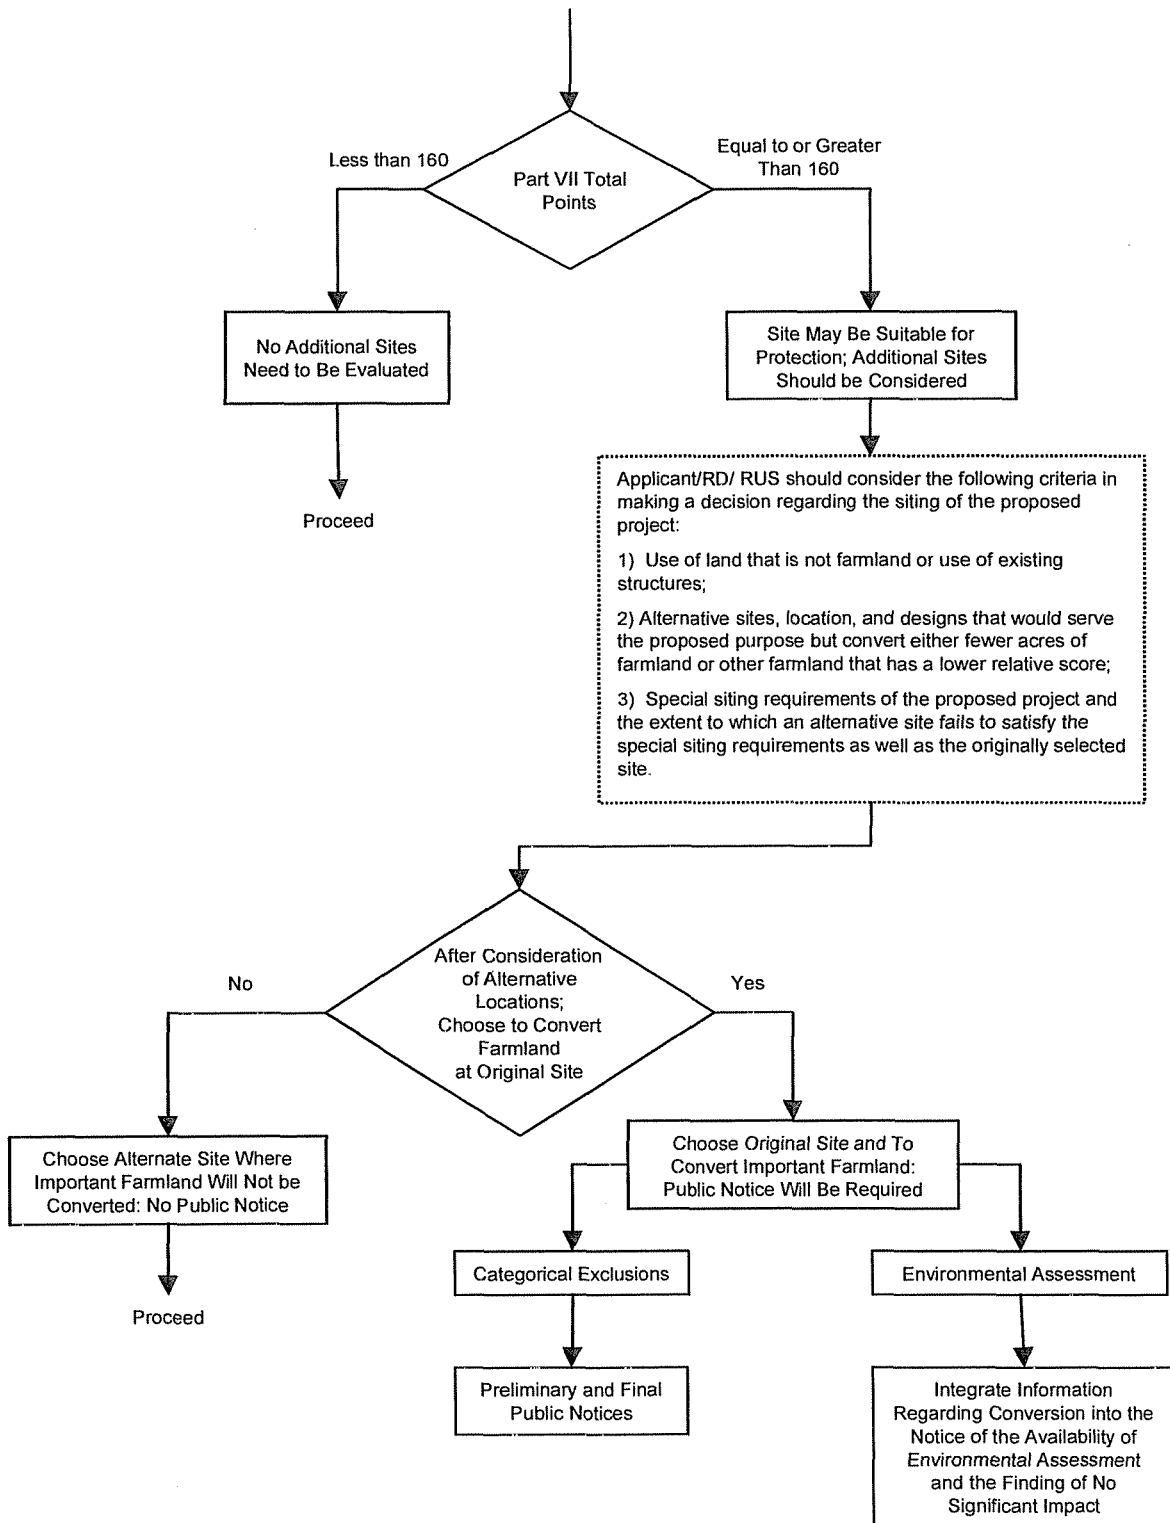 Less than 160
Equal to or Greater
Than 160
Part VII Total
Points
No Additional Sites
Need to Be Evaluated
Site May Be Suitable for
Protection; Additional Sites
Should be Considered
Proceed
Applicant/RD/ RUS should consider the following criteria in
making a decision regarding the siting of the proposed
project:
1) Use of land that is not farmland or use of existing
structures;
2) Alternative sites, location, and designs that would serve
the proposed purpose but convert either fewer acres of
farmland or other farmland that has a lower relative score;
3) Special siting requirements of the proposed project and
the extent to which an alternative site fails to satisfy the
special siting requirements as well as the originally selected
site.
After Consideration
of Alternative
Locations;
Choose to Convert
Farmland
at Original Site
No
Yes
Choose Alternate Site Where
Important Farmland Will Not be
Converted: No Public Notice
Choose Original Site and To
Convert Important Farmland:
Public Notice Will Be Required
Proceed
Categorical Exclusions
Environmental Assessment
Preliminary and Final
Public Notices
Integrate Information
Regarding Conversion into the
Notice of the Availability of
Environmental Assessment
and the Finding of No
Significant Impact